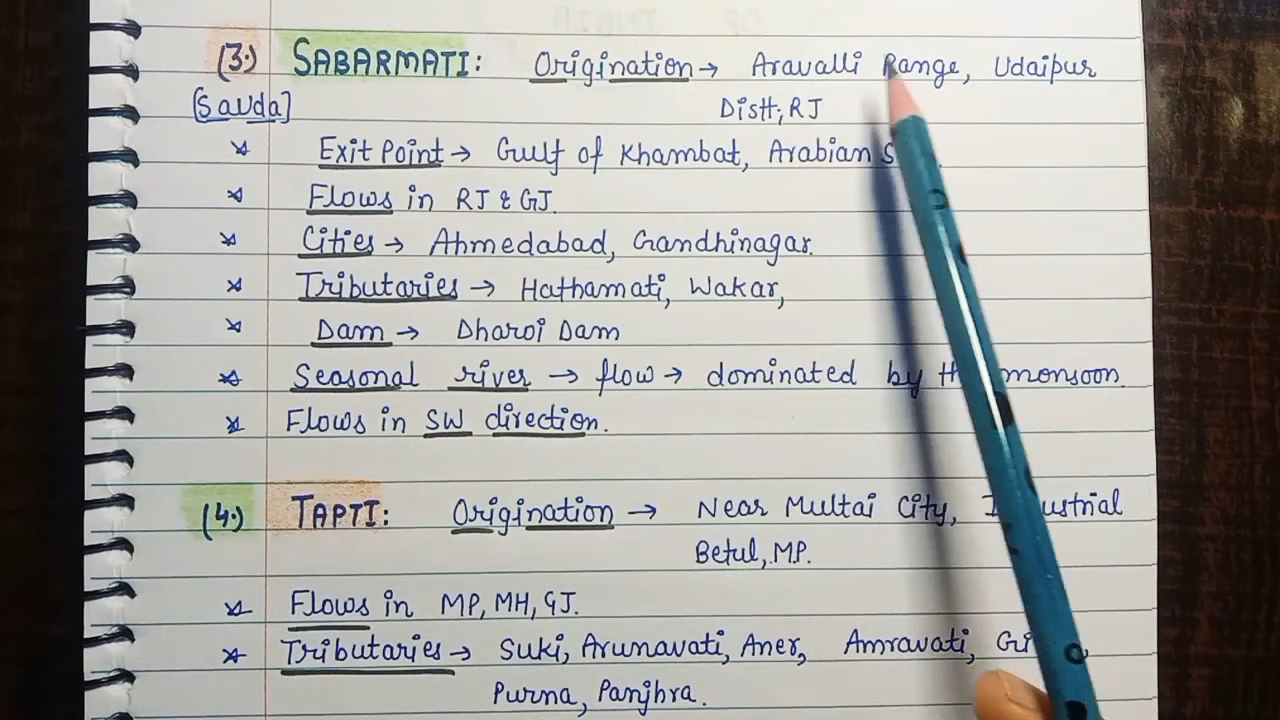 (3.) SABARMATI: Origination → Aravalli Range, Udaipur
[Sauda] Distt; RJ
Exit Point → Gulf of Khambat, Arabian
Flows in RJ & GJ.
Cities → Ahmedabad, Gandhinagar.
Tributaries → Hathamati, Wakar,
Dam → Dharoi Dam
Seasonal river → flow → dominated by monsoon.
Flows in SW direction.
(4.) TAPTI: Origination → Near Multai City,
Betul, MP.
Flows in MP, MH, GJ.
Tributaries → Suki, Arunavati, Aner, Amravati,
Purna, Panjhra.